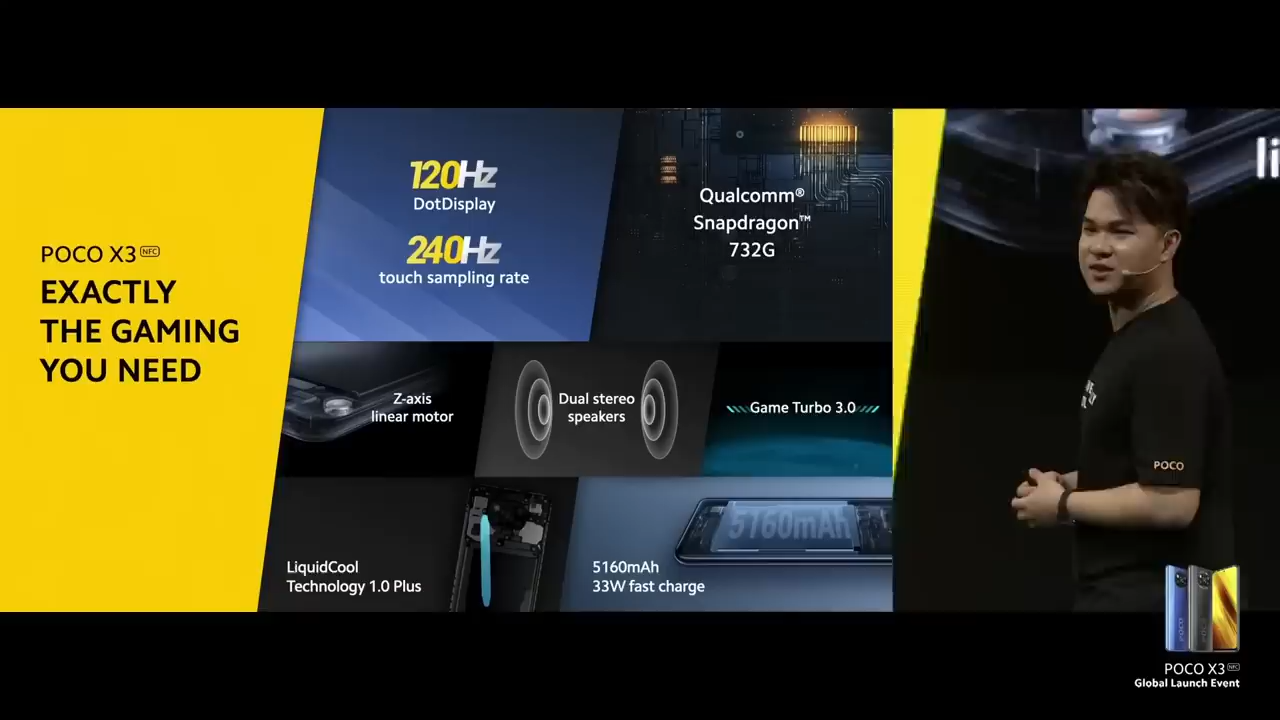 POCO X3 NFC
EXACTLY
THE GAMING
YOU NEED
120Hz
DotDisplay
240Hz
touch sampling rate
Qualcomm®
Snapdragon™
732G
Z-axis
linear motor
Dual stereo
speakers
Game Turbo 3.0
LiquidCool
Technology 1.0 Plus
5160mAh
5160mAh
33W fast charge
li
POCO
POCO X3 NFC
Global Launch Event